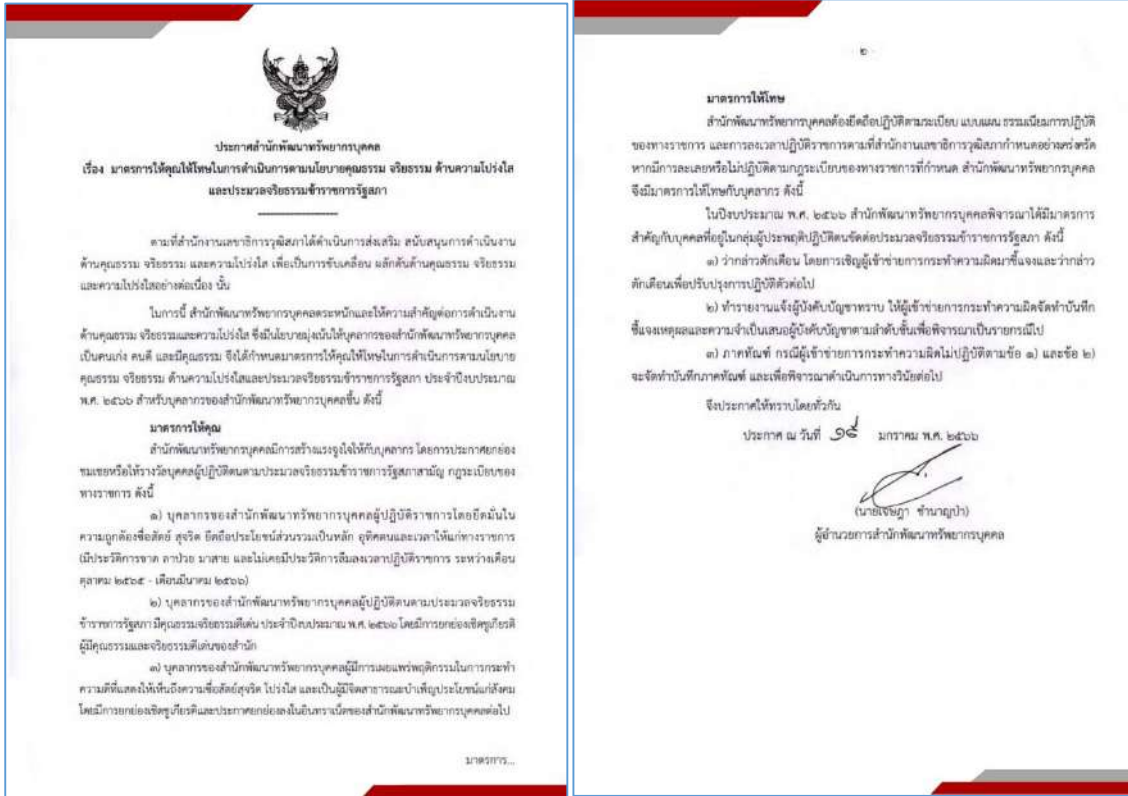 ประกาศสำนักพัฒนาทรัพยากรบุคคล
เรื่อง มาตรการให้คุณให้โทษในการดำเนินการตามนโยบายคุณธรรม จริยธรรม ด้านความโปร่งใส
และประมวลจริยธรรมข้าราชการรัฐสภา
ตามที่สำนักงานเลขาธิการวุฒิสภาได้ดำเนินการส่งเสริม สนับสนุนการดำเนินงาน
ด้านคุณธรรม จริยธรรม และความโปร่งใส เพื่อเป็นการขับเคลื่อน ผลักดันด้านคุณธรรม จริยธรรม
และความโปร่งใสอย่างต่อเนื่อง นั้น
ในการนี้ สำนักพัฒนาทรัพยากรบุคคลตระหนักและให้ความสำคัญต่อการดำเนินงาน
ด้านคุณธรรม จริยธรรมและความโปร่งใส ซึ่งมีนโยบายมุ่งเน้นให้บุคลากรของสำนักพัฒนาทรัพยากรบุคคล
เป็นคนเก่ง คนดี และมีคุณธรรม จึงได้กำหนดมาตรการให้คุณให้โทษในการดำเนินการตามนโยบาย
คุณธรรม จริยธรรม ด้านความโปร่งใสและประมวลจริยธรรมข้าราชการรัฐสภา ประจำปีงบประมาณ
พ.ศ. ๒๕๖๖ สำหรับบุคลากรของสำนักพัฒนาทรัพยากรบุคคลขึ้น ดังนี้
มาตรการให้คุณ
สำนักพัฒนาทรัพยากรบุคคลมีการสร้างแรงจูงใจให้กับบุคลากร โดยการประกาศยกย่อง
ชมเชยหรือให้รางวัลบุคคลผู้ปฏิบัติตนตามประมวลจริยธรรมข้าราชการรัฐสภาสามัญ กฎระเบียบของ
ทางราชการ ดังนี้
๑) บุคลากรของสำนักพัฒนาทรัพยากรบุคคลผู้ปฏิบัติราชการโดยยึดมั่นใน
ความถูกต้องซื่อสัตย์ สุจริต ยึดถือประโยชน์ส่วนรวมเป็นหลัก อุทิศตนและเวลาให้แก่ทางราชการ
(มีประวัติการขาด ลาป่วย มาสาย และไม่เคยมีประวัติการลืมลงเวลาปฏิบัติราชการ ระหว่างเดือน
ตุลาคม ๒๕๖๕ - เดือนมีนาคม ๒๕๖๖)
๒) บุคลากรของสำนักพัฒนาทรัพยากรบุคคลผู้ปฏิบัติตนตามประมวลจริยธรรม
ข้าราชการรัฐสภา มีคุณธรรมจริยธรรมดีเด่น ประจำปีงบประมาณ พ.ศ. ๒๕๖๖ โดยมีการยกย่องเชิดชูเกียรติ
ผู้มีคุณธรรมและจริยธรรมดีเด่นของสำนัก
๓) บุคลากรของสำนักพัฒนาทรัพยากรบุคคลผู้มีการเผยแพร่พฤติกรรมในการกระทำ
ความดีที่แสดงให้เห็นถึงความซื่อสัตย์สุจริต โปร่งใส และเป็นผู้มีจิตสาธารณะบำเพ็ญประโยชน์แก่สังคม
โดยมีการยกย่องเชิดชูเกียรติและประกาศยกย่องลงในอินทราเน็ตของสำนักพัฒนาทรัพยากรบุคคลต่อไป
มาตรการ...
- ๒ -
มาตรการให้โทษ
สำนักพัฒนาทรัพยากรบุคคลต้องยึดถือปฏิบัติตามระเบียบ แบบแผน ธรรมเนียมการปฏิบัติ
ของทางราชการ และการลงเวลาปฏิบัติราชการตามที่สำนักงานเลขาธิการวุฒิสภากำหนดอย่างเคร่งครัด
หากมีการละเลยหรือไม่ปฏิบัติตามกฎระเบียบของทางราชการที่กำหนด สำนักพัฒนาทรัพยากรบุคคล
จึงมีมาตรการให้โทษกับบุคลากร ดังนี้
ในปีงบประมาณ พ.ศ. ๒๕๖๖ สำนักพัฒนาทรัพยากรบุคคลพิจารณาได้มีมาตรการ
สำคัญกับบุคคลที่อยู่ในกลุ่มผู้ประพฤติปฏิบัติตนขัดต่อประมวลจริยธรรมข้าราชการรัฐสภา ดังนี้
๑) ว่ากล่าวตักเตือน โดยการเชิญผู้เข้าข่ายการกระทำความผิดมาชี้แจงและว่ากล่าว
ตักเตือนเพื่อปรับปรุงการปฏิบัติตัวต่อไป
๒) ทำรายงานแจ้งผู้บังคับบัญชาทราบ ให้ผู้เข้าข่ายการกระทำความผิดจัดทำบันทึก
ชี้แจงเหตุผลและความจำเป็นเสนอผู้บังคับบัญชาตามลำดับชั้นเพื่อพิจารณาเป็นรายกรณีไป
๓) ภาคทัณฑ์ กรณีผู้เข้าข่ายการกระทำความผิดไม่ปฏิบัติตามข้อ ๑) และข้อ ๒)
จะจัดทำบันทึกภาคทัณฑ์ และเพื่อพิจารณาดำเนินการทางวินัยต่อไป
จึงประกาศให้ทราบโดยทั่วกัน
ประกาศ ณ วันที่ ๑๙ มกราคม พ.ศ. ๒๕๖๖
(นายเจษฎา ชำนาญป่า)
ผู้อำนวยการสำนักพัฒนาทรัพยากรบุคคล